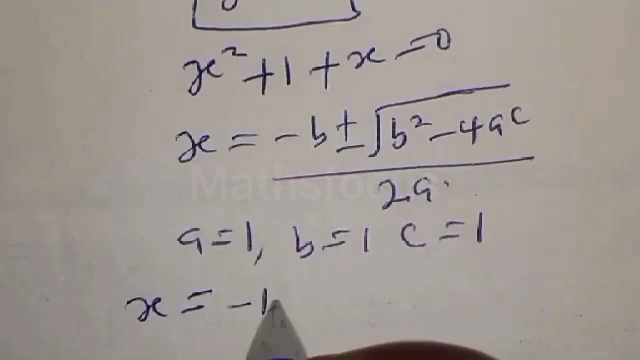 x² + 1 + x = 0
x = -b ± √b² - 4ac / 2a
a = 1, b = 1 c = 1
x = -1